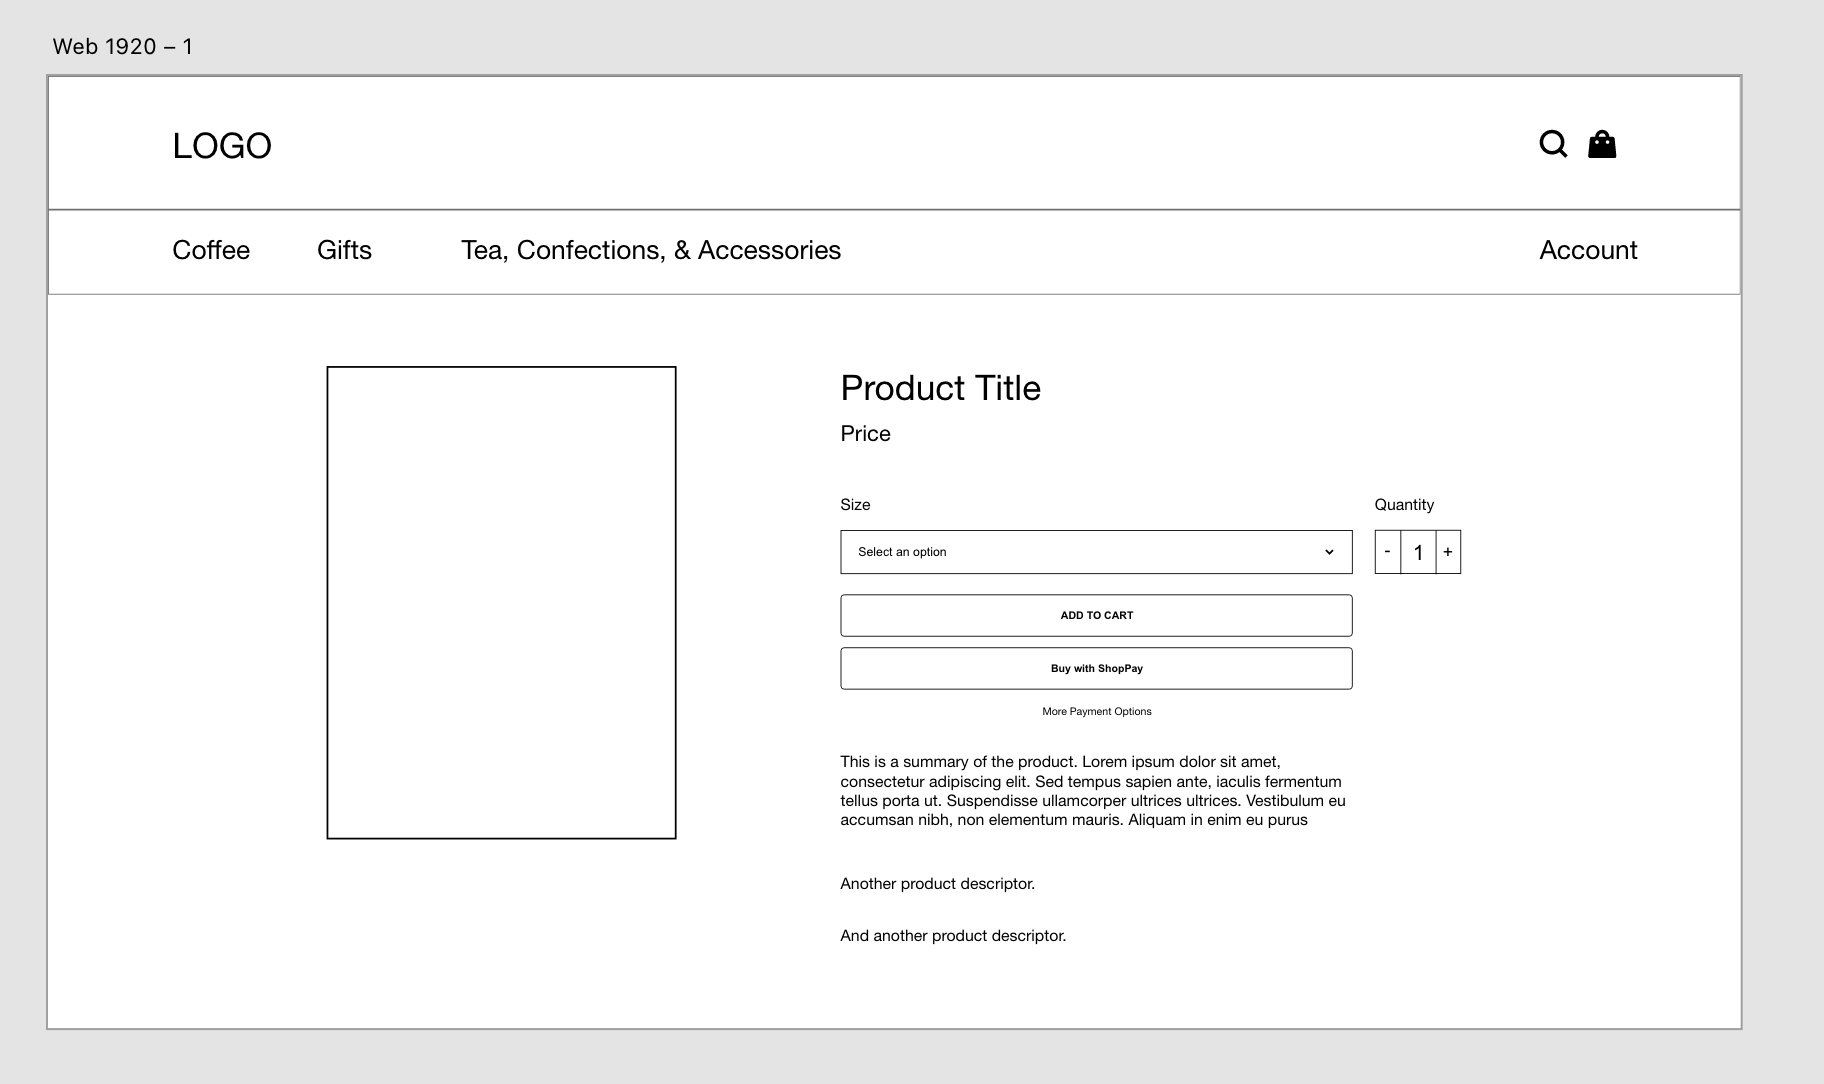 Web 1920 – 1
LOGO
Coffee
Gifts
Tea, Confections, & Accessories
Account
Product Title
Price
Size
Quantity
Select an option
- 1 +
ADD TO CART
Buy with ShopPay
More Payment Options
This is a summary of the product. Lorem ipsum dolor sit amet,
consectetur adipiscing elit. Sed tempus sapien ante, iaculis fermentum
tellus porta ut. Suspendisse ullamcorper ultrices ultrices. Vestibulum eu
accumsan nibh, non elementum mauris. Aliquam in enim eu purus
Another product descriptor.
And another product descriptor.